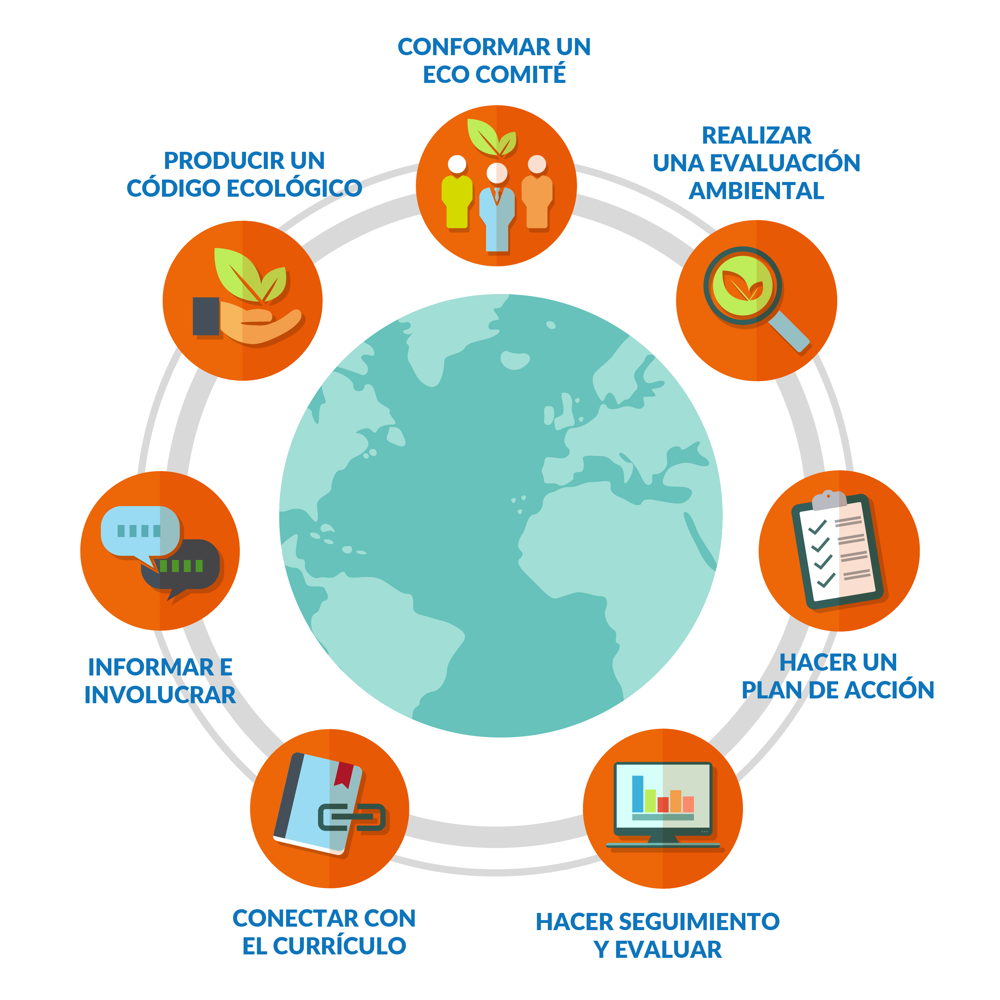 CONFORMAR UN
ECO COMITÉ
REALIZAR
UNA EVALUACIÓN
AMBIENTAL
HACER UN
PLAN DE ACCIÓN
HACER SEGUIMIENTO
Y EVALUAR
CONECTAR CON
EL CURRÍCULO
INFORMAR E
INVOLUCRAR
PRODUCIR UN
CÓDIGO ECOLÓGICO